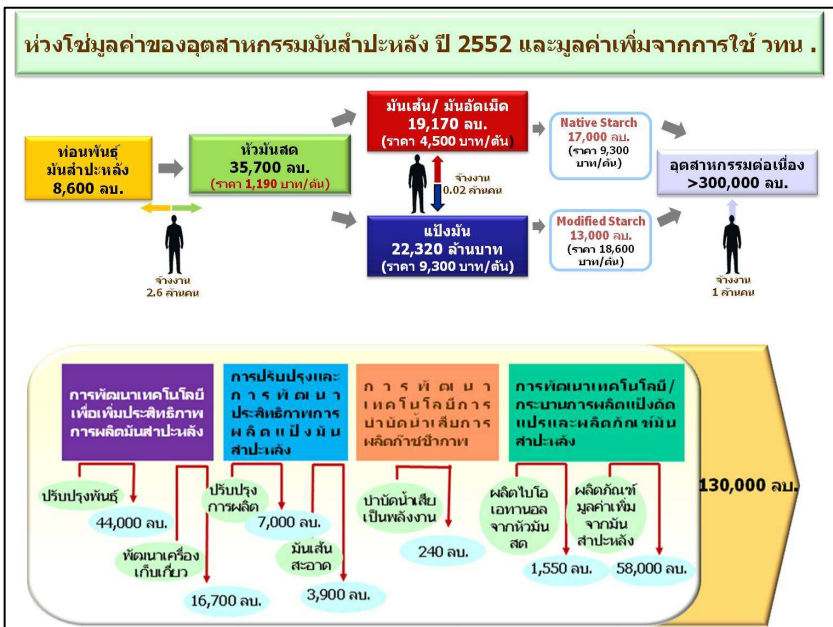 ห่วงโซ่มูลค่าของอุตสาหกรรมมันสำปะหลัง ปี 2552 และมูลค่าเพิ่มจากการใช้ วทน .
ท่อนพันธุ์
มันสำปะหลัง
8,600 ลบ.
หัวมันสด
35,700 ลบ.
(ราคา 1,190 บาท/ตัน)
มันเส้น/ มันอัดเม็ด
19,170 ลบ.
(ราคา 4,500 บาท/ตัน)
แป้งมัน
22,320 ล้านบาท
(ราคา 9,300 บาท/ตัน)
Native Starch
17,000 ลบ.
(ราคา 9,300
บาท/ตัน)
Modified Starch
13,000 ลบ.
(ราคา 18,600
บาท/ตัน)
อุตสาหกรรมต่อเนื่อง
>300,000 ลบ.
จ้างงาน
2.6 ล้านคน
จ้างงาน
0.02 ล้านคน
จ้างงาน
1 ล้านคน
การพัฒนาเทคโนโลยี
เพื่อเพิ่มประสิทธิภาพ
การผลิตมันสำปะหลัง
ปรับปรุงพันธุ์
44,000 ลบ.
พัฒนาเครื่อง
เก็บเกี่ยว
16,700 ลบ.
การปรับปรุงและ
การพัฒนา
ประสิทธิภาพการ
ผลิตแป้งมัน
สำปะหลัง
ปรับปรุง
การผลิต
7,000 ลบ.
มันเส้น
สะอาด
3,900 ลบ.
การพัฒนา
เทคโนโลยีการ
บำบัดน้ำเสียการ
ผลิตก๊าซชีวภาพ
บำบัดน้ำเสีย
เป็นพลังงาน
240 ลบ.
การพัฒนาเทคโนโลยี/
กระบานการผลิตแป้งดัด
แปรและผลิตภัณฑ์มัน
สำปะหลัง
ผลิตไบโอ
เอทานอล
จากหัวมัน
สด
1,550 ลบ.
ผลิตภัณฑ์
มูลค่าเพิ่ม
จากมัน
สำปะหลัง
58,000 ลบ.
130,000 ลบ.